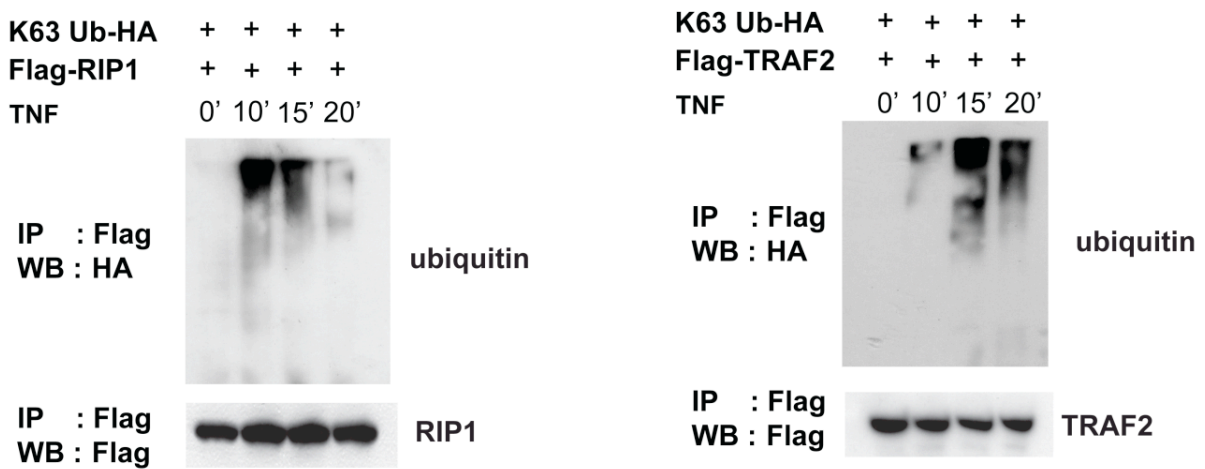 K63 Ub-HA + + + +
Flag-RIP1 + + + +
TNF 0’ 10’ 15’ 20’
IP : Flag
WB : HA
ubiquitin
IP : Flag
WB : Flag
RIP1
K63 Ub-HA + + + +
Flag-TRAF2 + + + +
TNF 0’ 10’ 15’ 20’
IP : Flag
WB : HA
ubiquitin
IP : Flag
WB : Flag
TRAF2